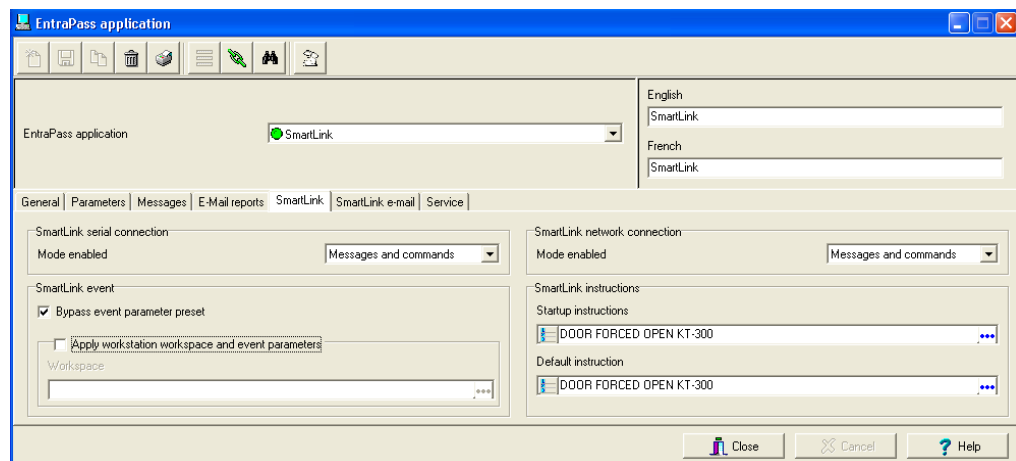 EntraPass application
EntraPass application
SmartLink
English
SmartLink
French
SmartLink
General
Parameters
Messages
E-Mail reports
SmartLink
SmartLink e-mail
Service
SmartLink serial connection
Mode enabled
Messages and commands
SmartLink network connection
Mode enabled
Messages and commands
SmartLink event
Bypass event parameter preset
Apply workstation workspace and event parameters
Workspace
SmartLink instructions
Startup instructions
DOOR FORCED OPEN KT-300
Default instruction
DOOR FORCED OPEN KT-300
Close
Cancel
Help